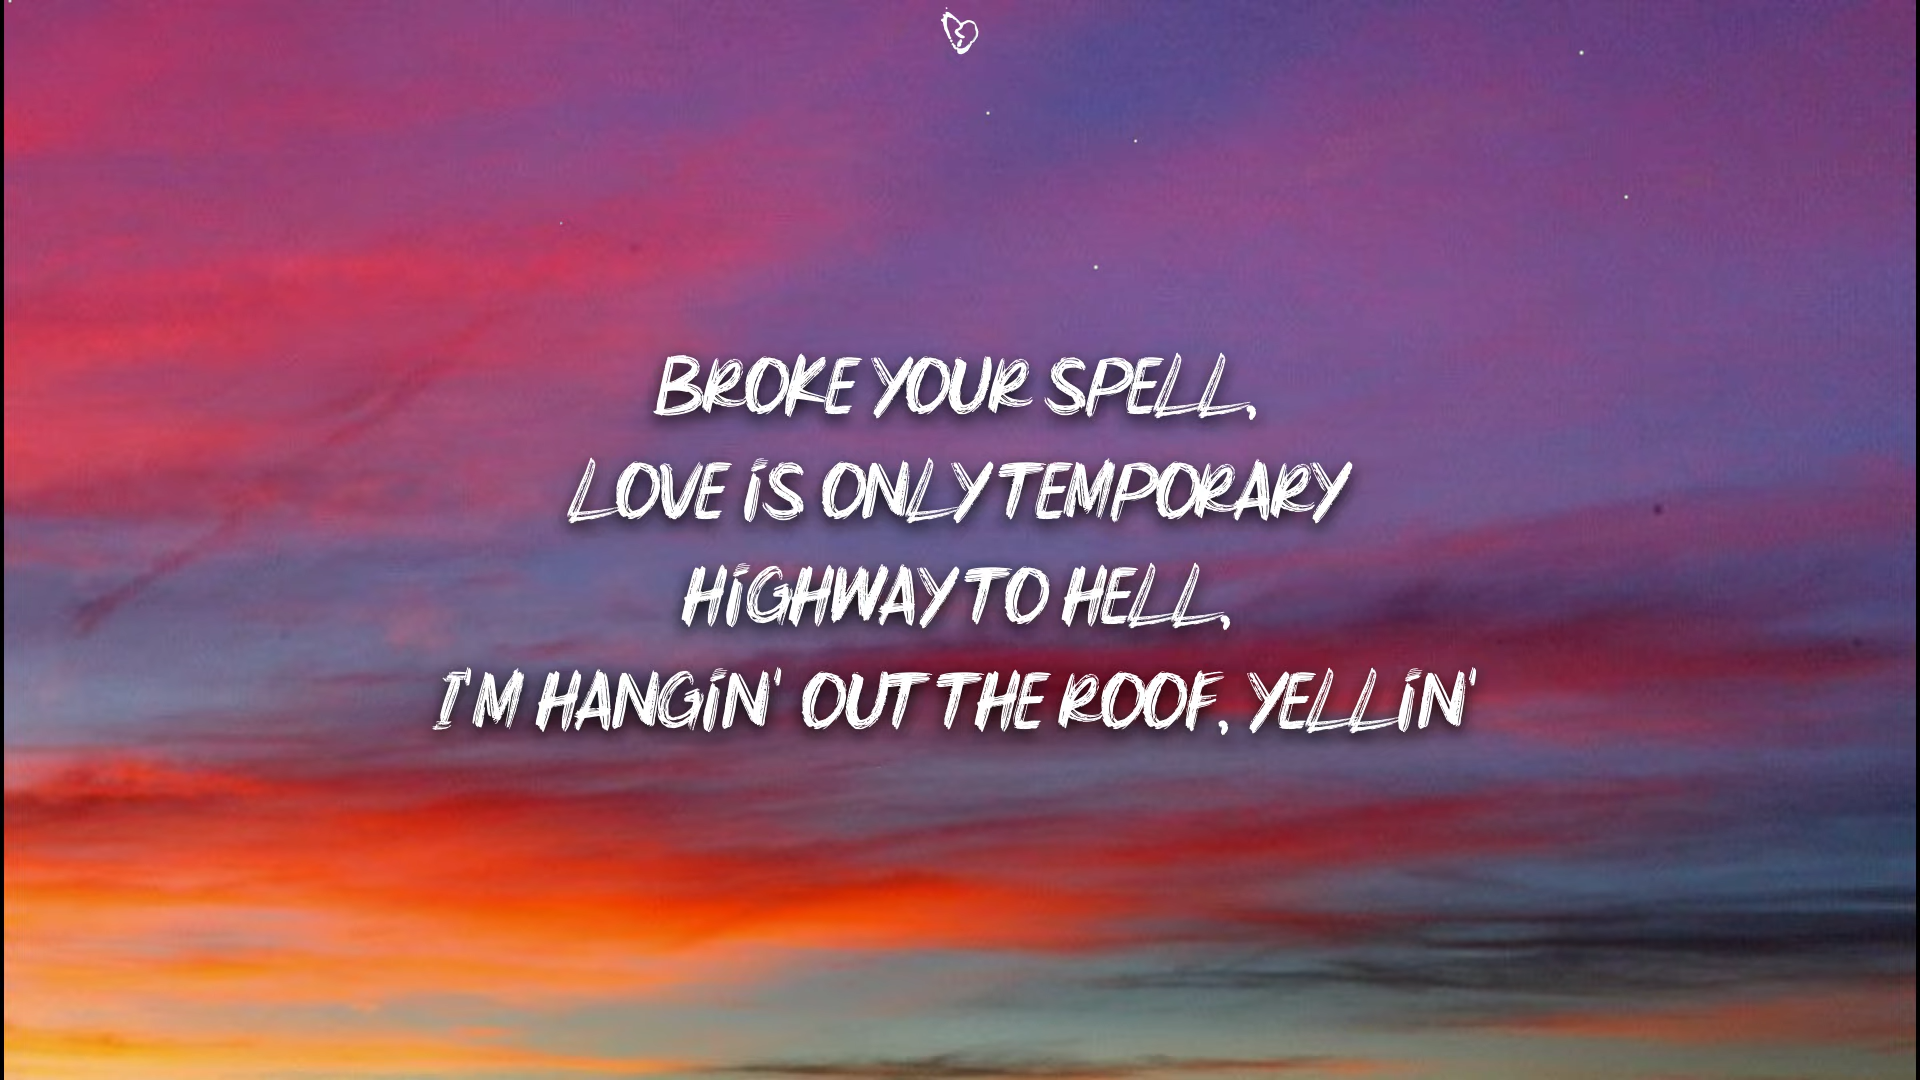 BROKE YOUR SPELL,
LOVE iS ONLY TEMPORARY
HiGHWAY TO HELL,
I'M HANGiN' OUT THE ROOF, YELLiN'